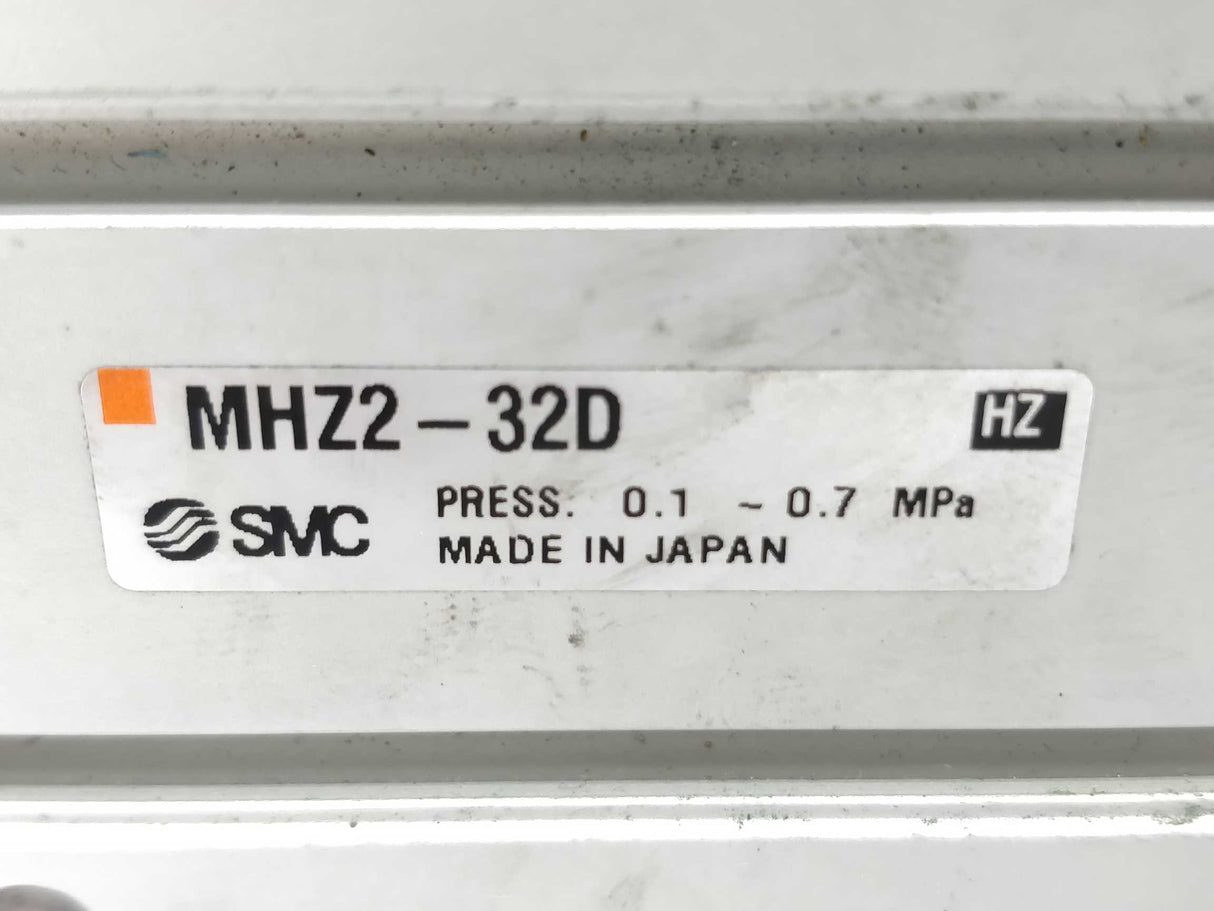 MHZ2-32D HZ
SMC PRESS: 0.1 ~ 0.7 MPa
MADE IN JAPAN